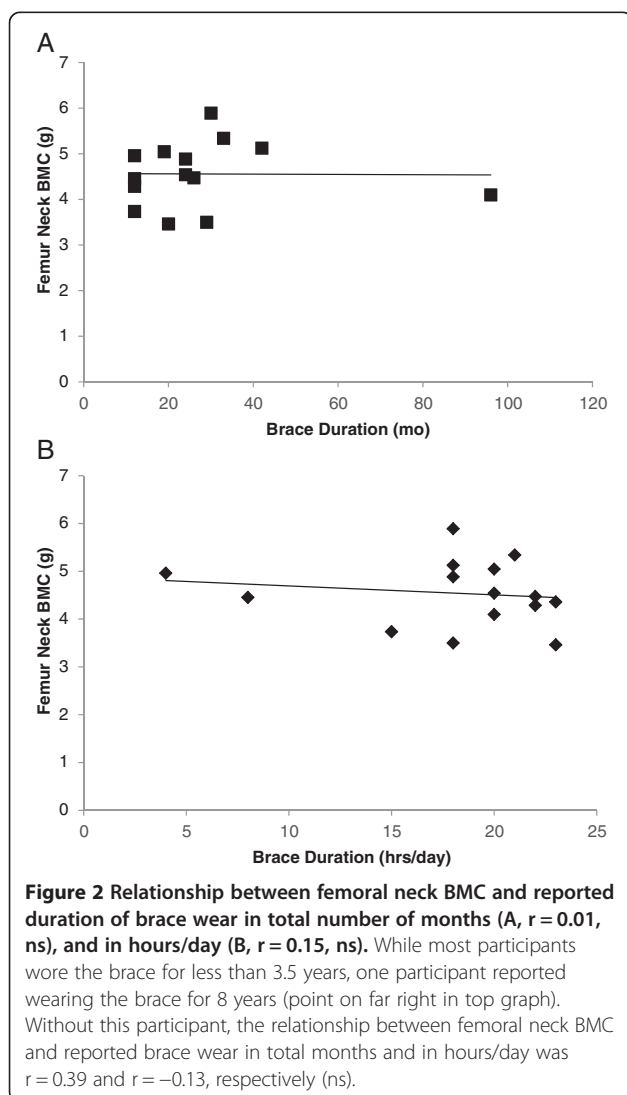 A
7
6
5
4
3
2
1
0
Femur Neck BMC (g)
0 20 40 60 80 100 120
Brace Duration (mo)
B
7
6
5
4
3
2
1
0
Femur Neck BMC (g)
0 5 10 15 20 25
Brace Duration (hrs/day)
Figure 2 Relationship between femoral neck BMC and reported
duration of brace wear in total number of months (A, r = 0.01,
ns), and in hours/day (B, r = 0.15, ns). While most participants
wore the brace for less than 3.5 years, one participant reported
wearing the brace for 8 years (point on far right in top graph).
Without this participant, the relationship between femoral neck BMC
and reported brace wear in total months and in hours/day was
r = 0.39 and r = −0.13, respectively (ns).